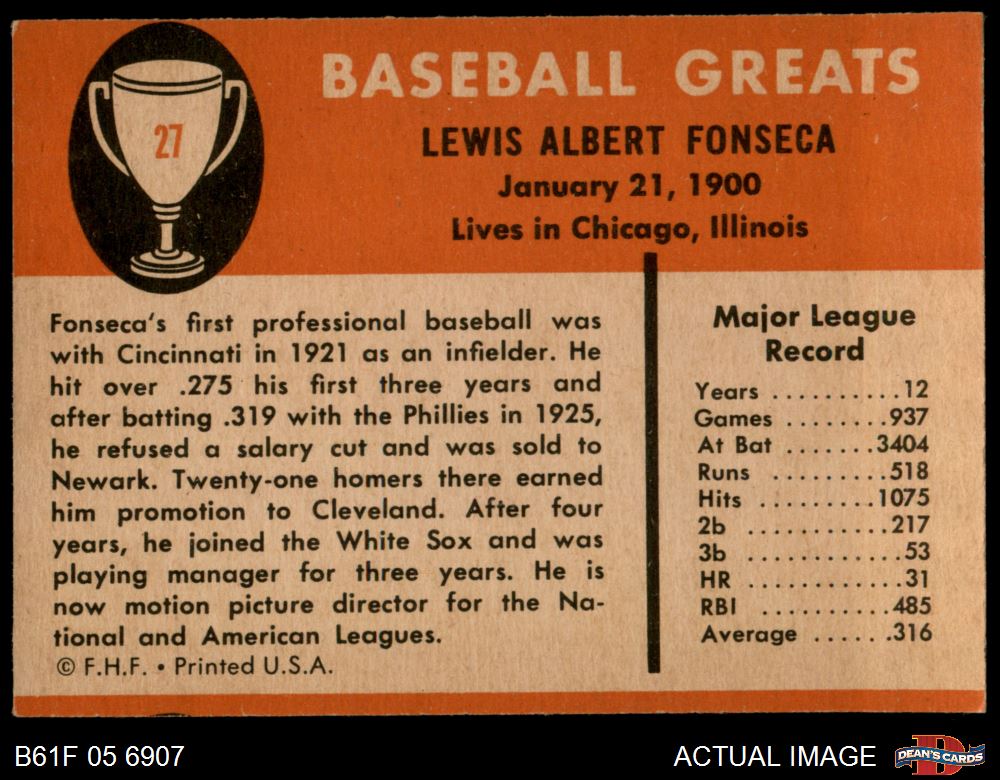 27
BASEBALL GREATS
LEWIS ALBERT FONSECA
January 21, 1900
Lives in Chicago, Illinois
Fonseca's first professional baseball was
with Cincinnati in 1921 as an infielder. He
hit over .275 his first three years and
after batting .319 with the Phillies in 1925,
he refused a salary cut and was sold to
Newark. Twenty-one homers there earned
him promotion to Cleveland. After four
years, he joined the White Sox and was
playing manager for three years. He is
now motion picture director for the Na-
tional and American Leagues.
© F.H.F. • Printed U.S.A.
Major League
Record
Years ..........12
Games ........937
At Bat .......3404
Runs .........518
Hits .........1075
2b ..........217
3b ...........53
HR ............31
RBI ..........485
Average .......316
B61F 05 6907
ACTUAL IMAGE
D
DEAN'S CARDS